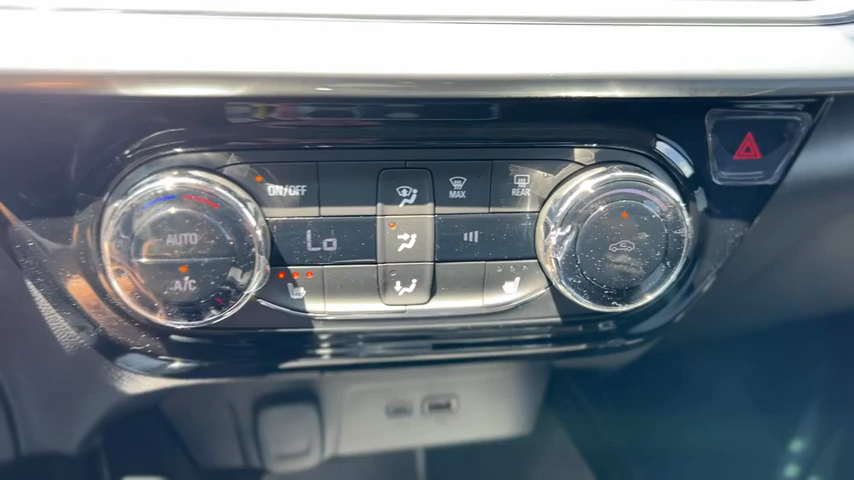 ON/OFF
MAX
REAR
AUTO
Lo
A/C